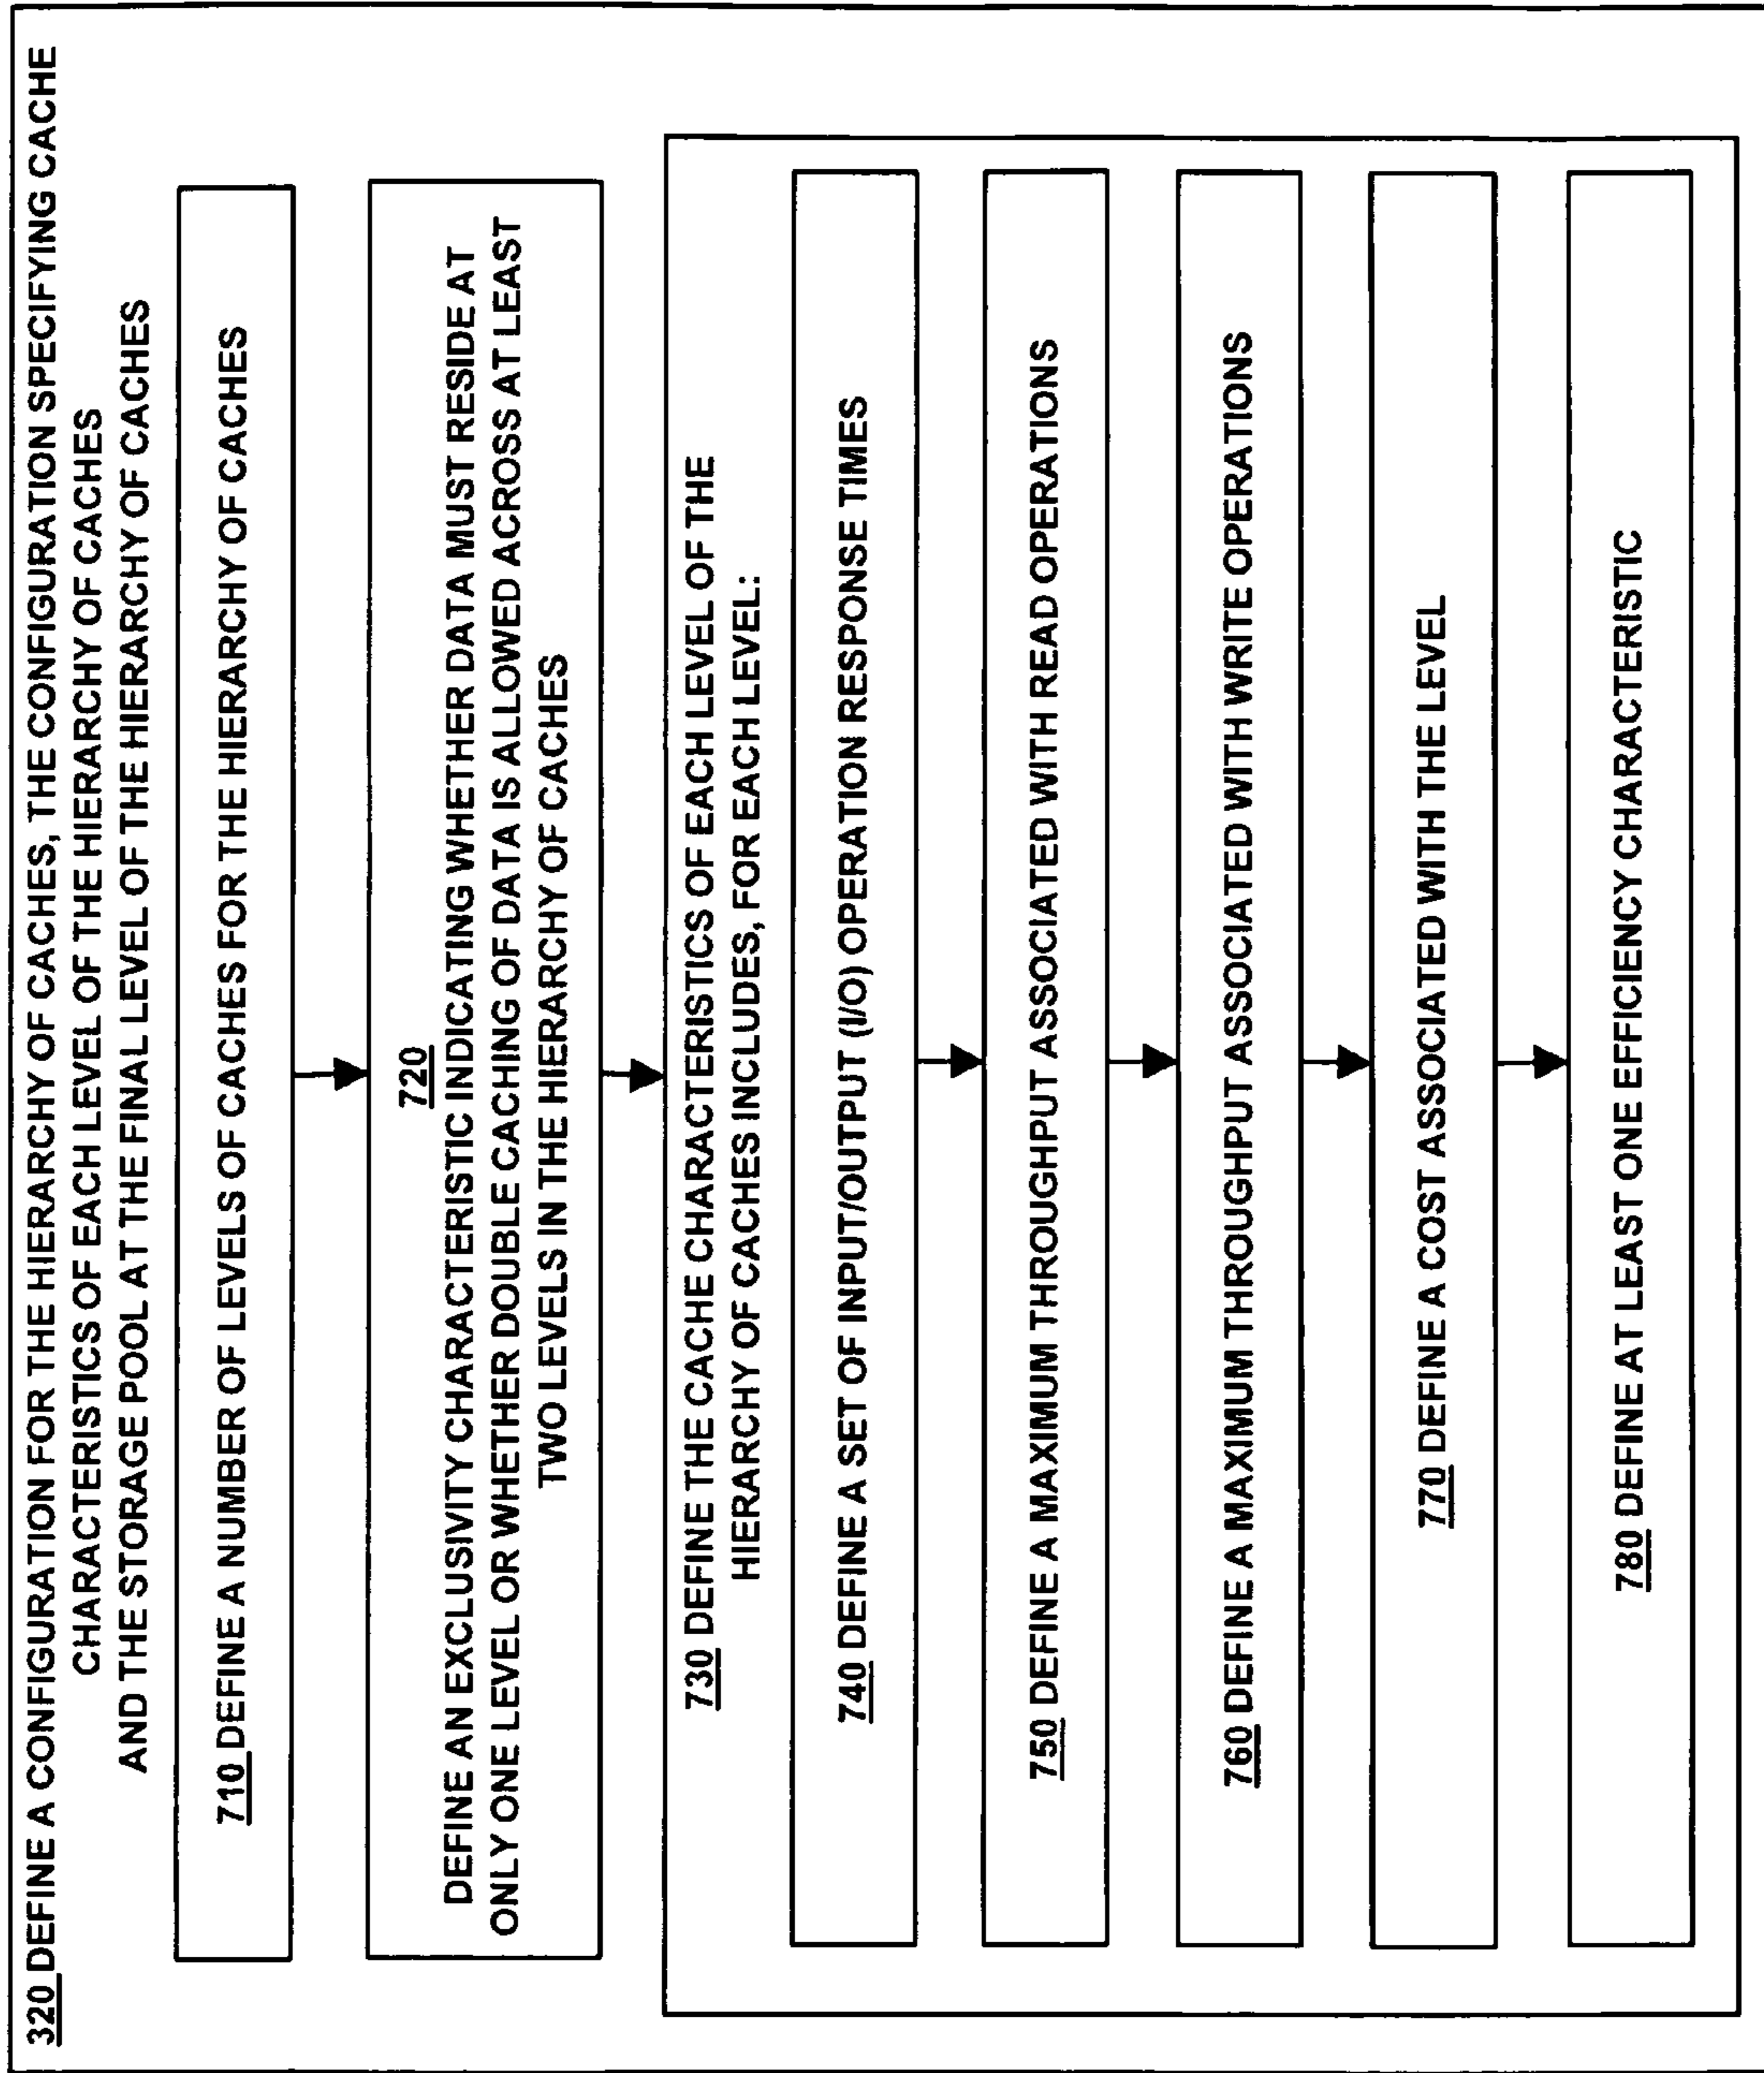 320 DEFINE A CONFIGURATION FOR THE HIERARCHY OF CACHES, THE CONFIGURATION SPECIFYING CACHE
CHARACTERISTICS OF EACH LEVEL OF THE HIERARCHY OF CACHES
AND THE STORAGE POOL AT THE FINAL LEVEL OF THE HIERARCHY OF CACHES
710 DEFINE A NUMBER OF LEVELS OF CACHES FOR THE HIERARCHY OF CACHES
720
DEFINE AN EXCLUSIVITY CHARACTERISTIC INDICATING WHETHER DATA MUST RESIDE AT
ONLY ONE LEVEL OR WHETHER DOUBLE CACHING OF DATA IS ALLOWED ACROSS AT LEAST
TWO LEVELS IN THE HIERARCHY OF CACHES
730 DEFINE THE CACHE CHARACTERISTICS OF EACH LEVEL OF THE
HIERARCHY OF CACHES INCLUDES, FOR EACH LEVEL:
740 DEFINE A SET OF INPUT/OUTPUT (I/O) OPERATION RESPONSE TIMES
750 DEFINE A MAXIMUM THROUGHPUT ASSOCIATED WITH READ OPERATIONS
760 DEFINE A MAXIMUM THROUGHPUT ASSOCIATED WITH WRITE OPERATIONS
770 DEFINE A COST ASSOCIATED WITH THE LEVEL
780 DEFINE AT LEAST ONE EFFICIENCY CHARACTERISTIC